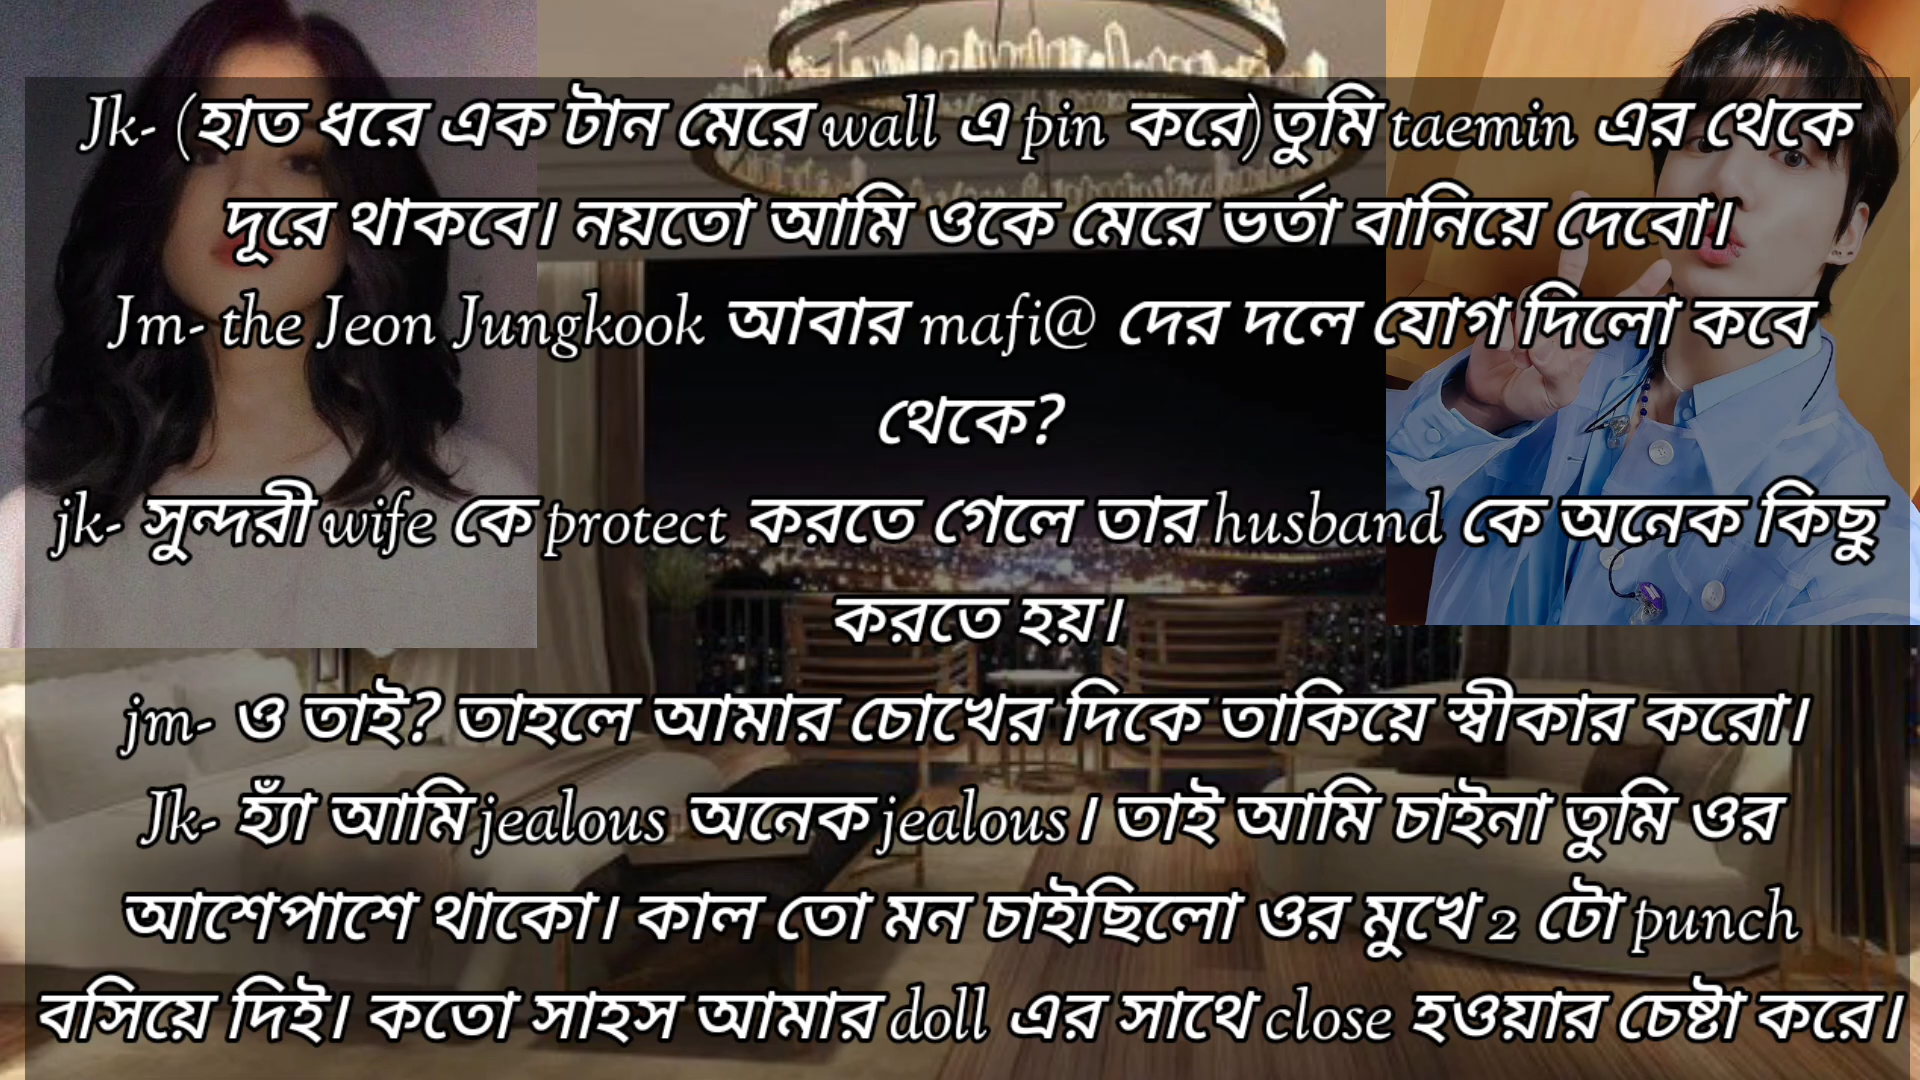 Jk- (হাত ধরে এক টান মেরে wall এ pin করে)তুমি taemin এর থেকে
দূরে থাকবে। নয়তো আমি ওকে মেরে ভর্তা বানিয়ে দেবো।
Jm- the Jeon Jungkook আবার mafi@ দের দলে যোগ দিলো কবে
থেকে?
jk- সুন্দরী wife কে protect করতে গেলে তার husband কে অনেক কিছু
করতে হয়।
jm- ও তাই? তাহলে আমার চোখের দিকে তাকিয়ে স্বীকার করো।
Jk- হ্যাঁ আমি jealous অনেক jealous। তাই আমি চাইনা তুমি ওর
আশেপাশে থাকো। কাল তো মন চাইছিলো ওর মুখে 2 টো punch
বসিয়ে দিই। কতো সাহস আমার doll এর সাথে close হওয়ার চেষ্টা করে।